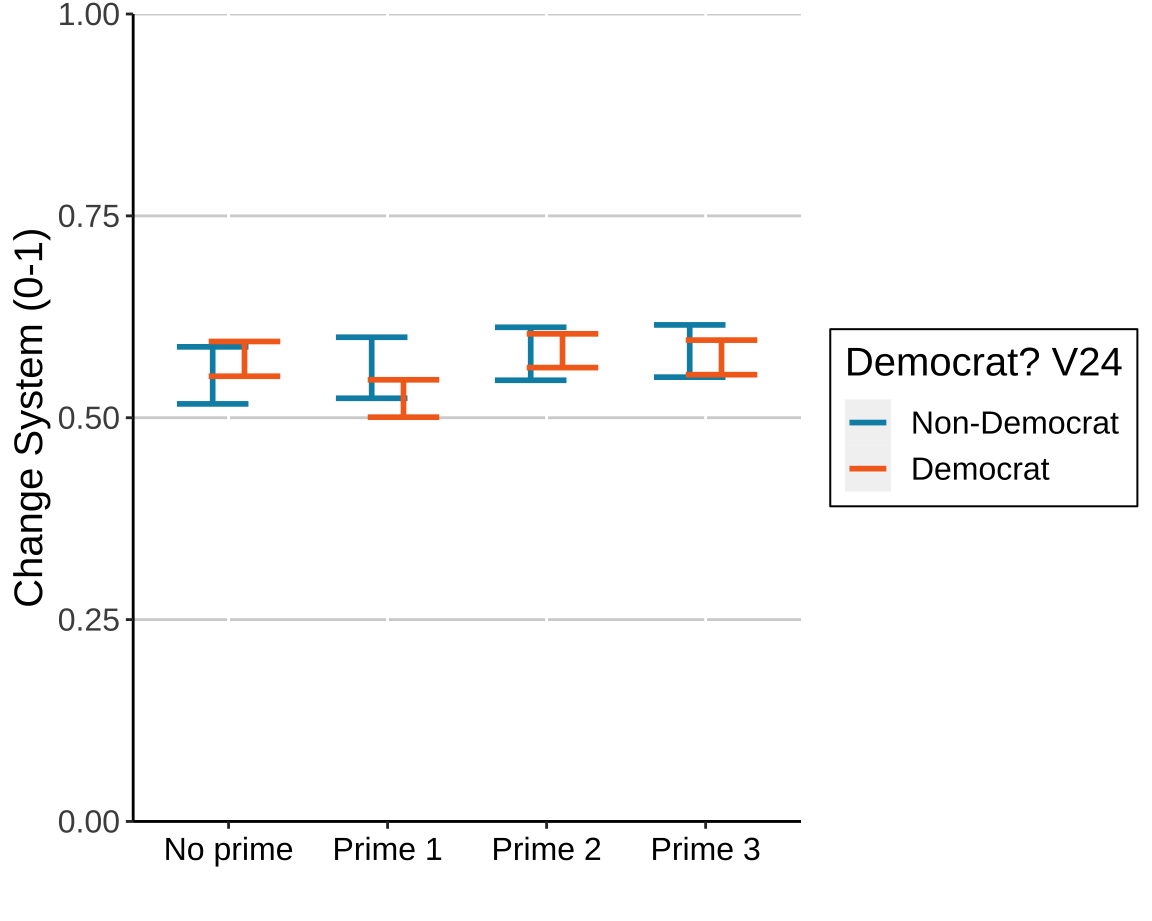 1.00
0.75
0.50
0.25
0.00
Change System (0-1)
No prime
Prime 1
Prime 2
Prime 3
Democrat? V24
Non-Democrat
Democrat